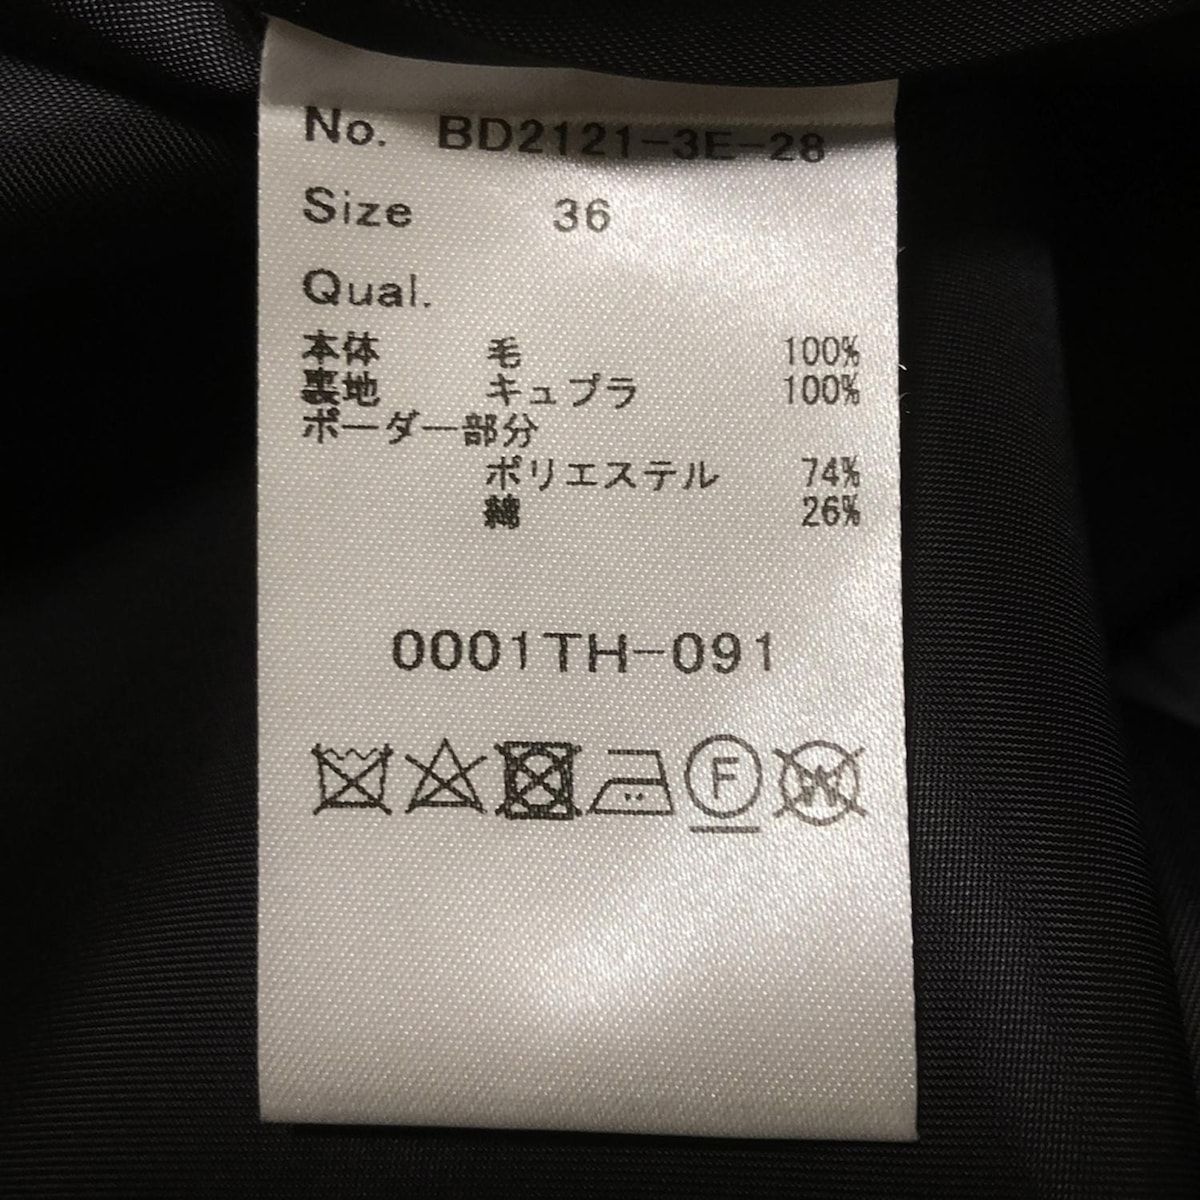 No. BD2121-3E-28
Size 36
Qual.
本体 毛 100%
裏地 キュプラ 100%
ボーダー部分
ポリエステル 74%
綿 26%
0001TH-091
F W